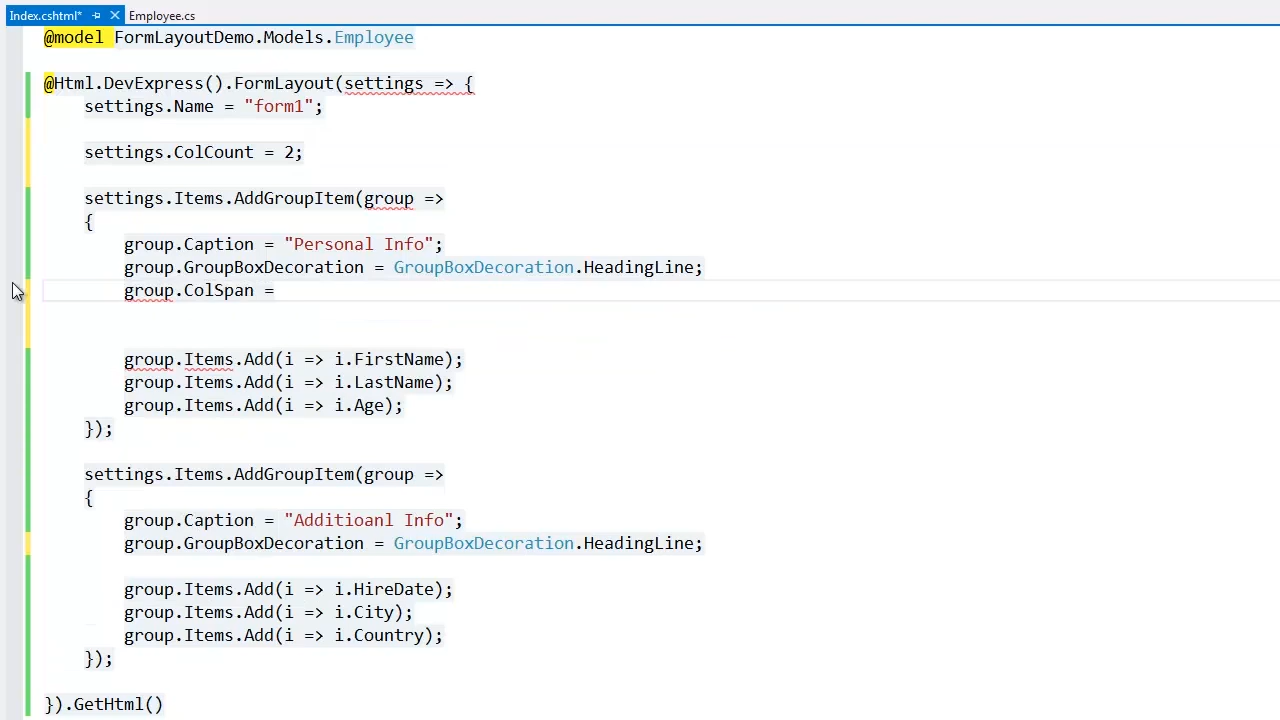 Index.cshtml* Employee.cs
@model FormLayoutDemo.Models.Employee
@Html.DevExpress().FormLayout(settings => {
settings.Name = "form1";
settings.ColCount = 2;
settings.Items.AddGroupItem(group =>
{
group.Caption = "Personal Info";
group.GroupBoxDecoration = GroupBoxDecoration.HeadingLine;
group.ColSpan =
group.Items.Add(i => i.FirstName);
group.Items.Add(i => i.LastName);
group.Items.Add(i => i.Age);
});
settings.Items.AddGroupItem(group =>
{
group.Caption = "Additioanl Info";
group.GroupBoxDecoration = GroupBoxDecoration.HeadingLine;
group.Items.Add(i => i.HireDate);
group.Items.Add(i => i.City);
group.Items.Add(i => i.Country);
});
}).GetHtml()